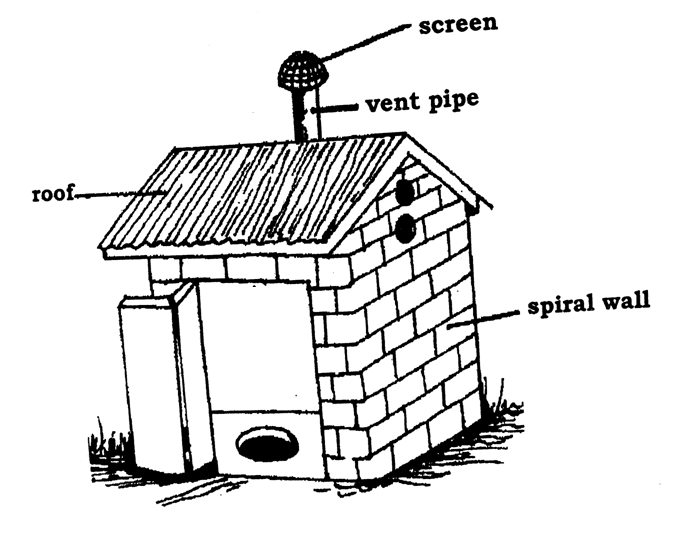 screen
vent pipe
roof
spiral wall